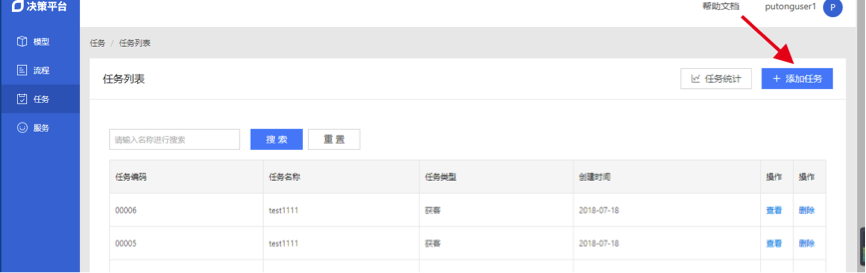 决策平台
帮助文档 putonguser1 P
模型
流程
任务
服务
任务 / 任务列表
任务列表
任务统计
+ 添加任务
请输入名称进行搜索 搜索 重置
任务编码 任务名称 任务类型 创建时间 操作 操作
00006 test1111 获客 2018-07-18 查看 删除
00005 test1111 获客 2018-07-18 查看 删除